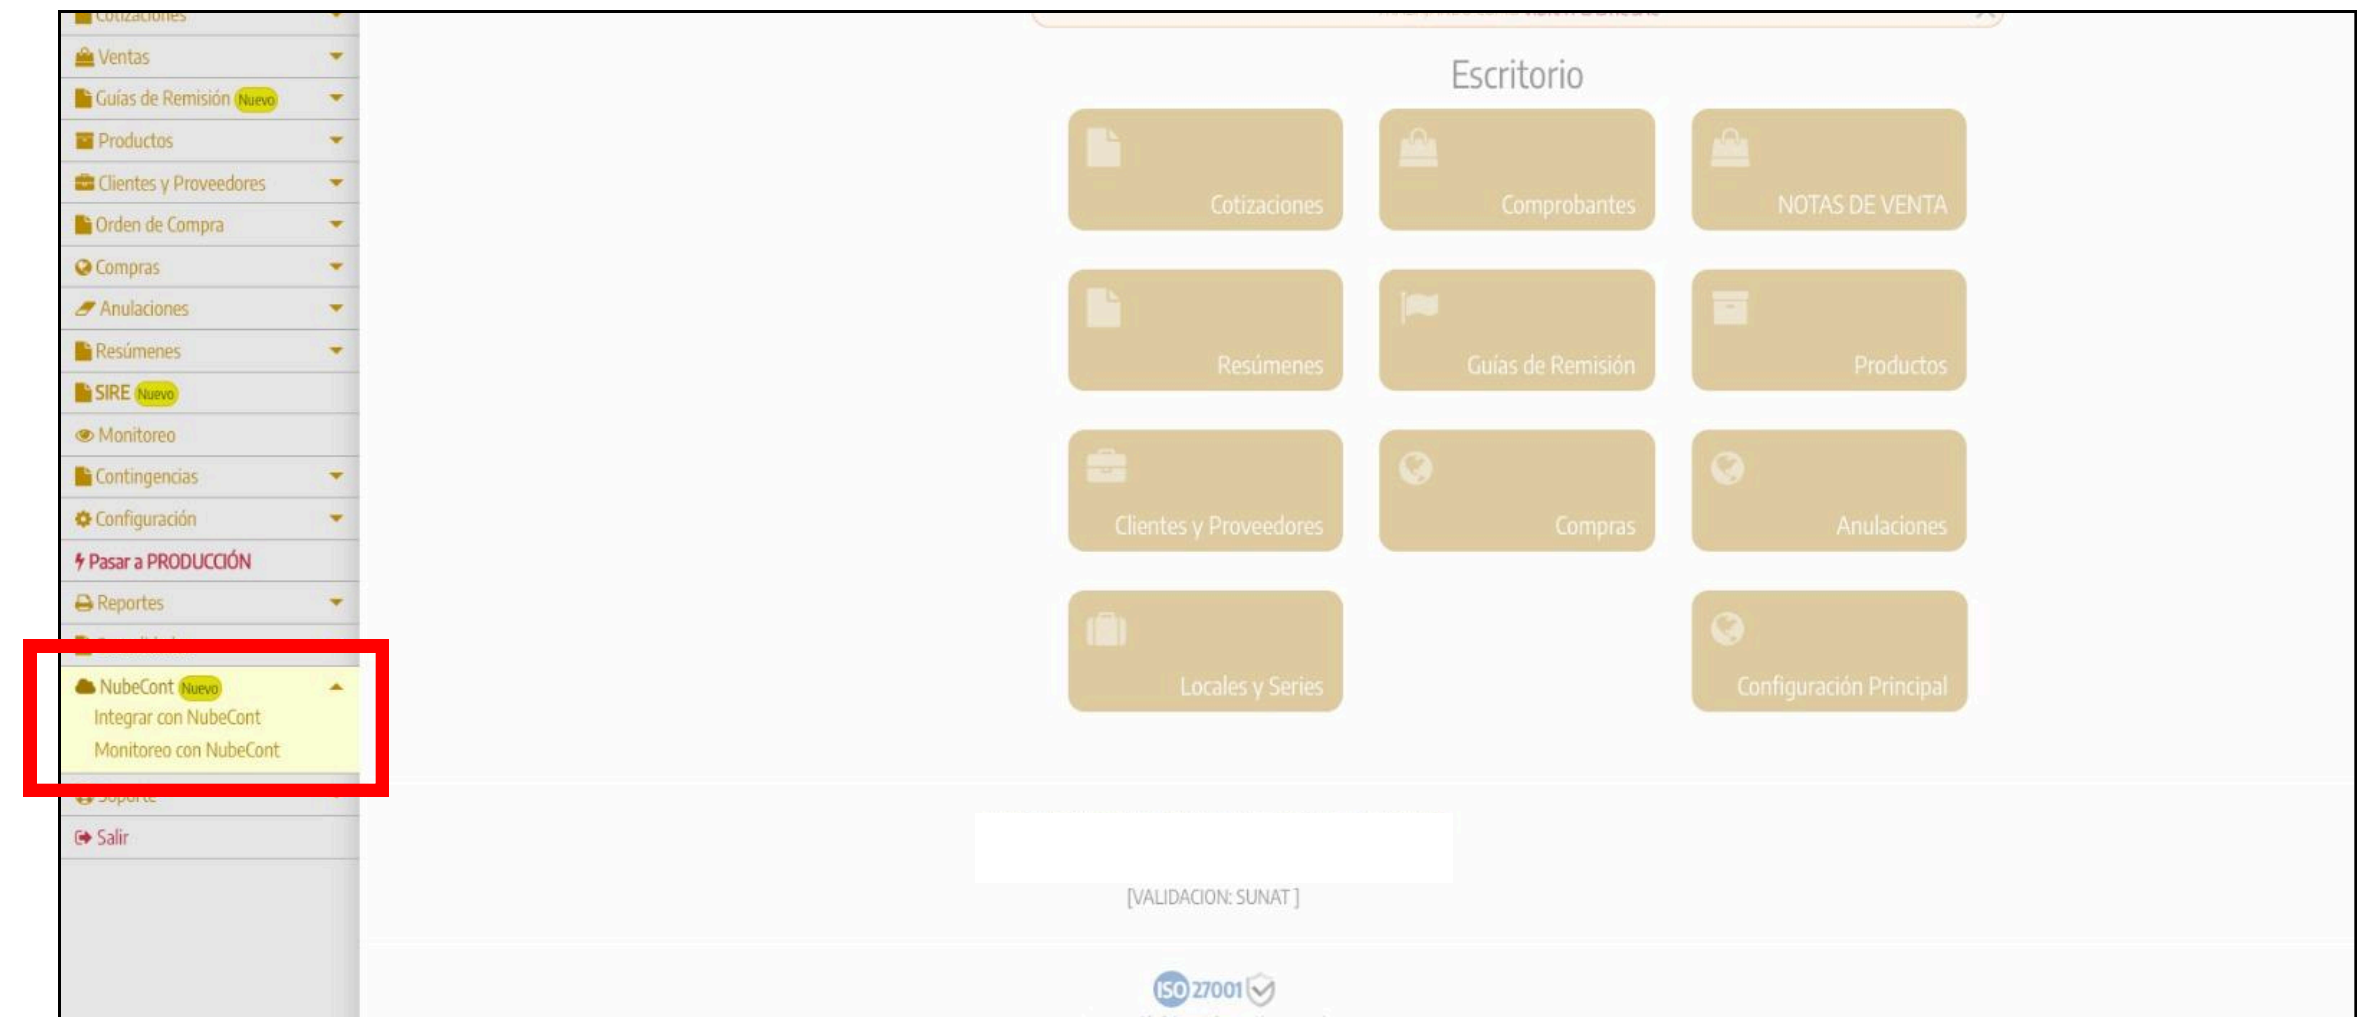 Cotizaciones
Ventas
Guías de Remisión Nuevo
Productos
Clientes y Proveedores
Orden de Compra
Compras
Anulaciones
Resúmenes
SIRE Nuevo
Monitoreo
Contingencias
Configuración
Pasar a PRODUCCIÓN
Reportes
NubeCont Nuevo
Integrar con NubeCont
Monitoreo con NubeCont
Soporte
Salir
Escritorio
Cotizaciones
Comprobantes
NOTAS DE VENTA
Resúmenes
Guías de Remisión
Productos
Clientes y Proveedores
Compras
Anulaciones
Locales y Series
Configuración Principal
[VALIDACION: SUNAT ]
ISO 27001